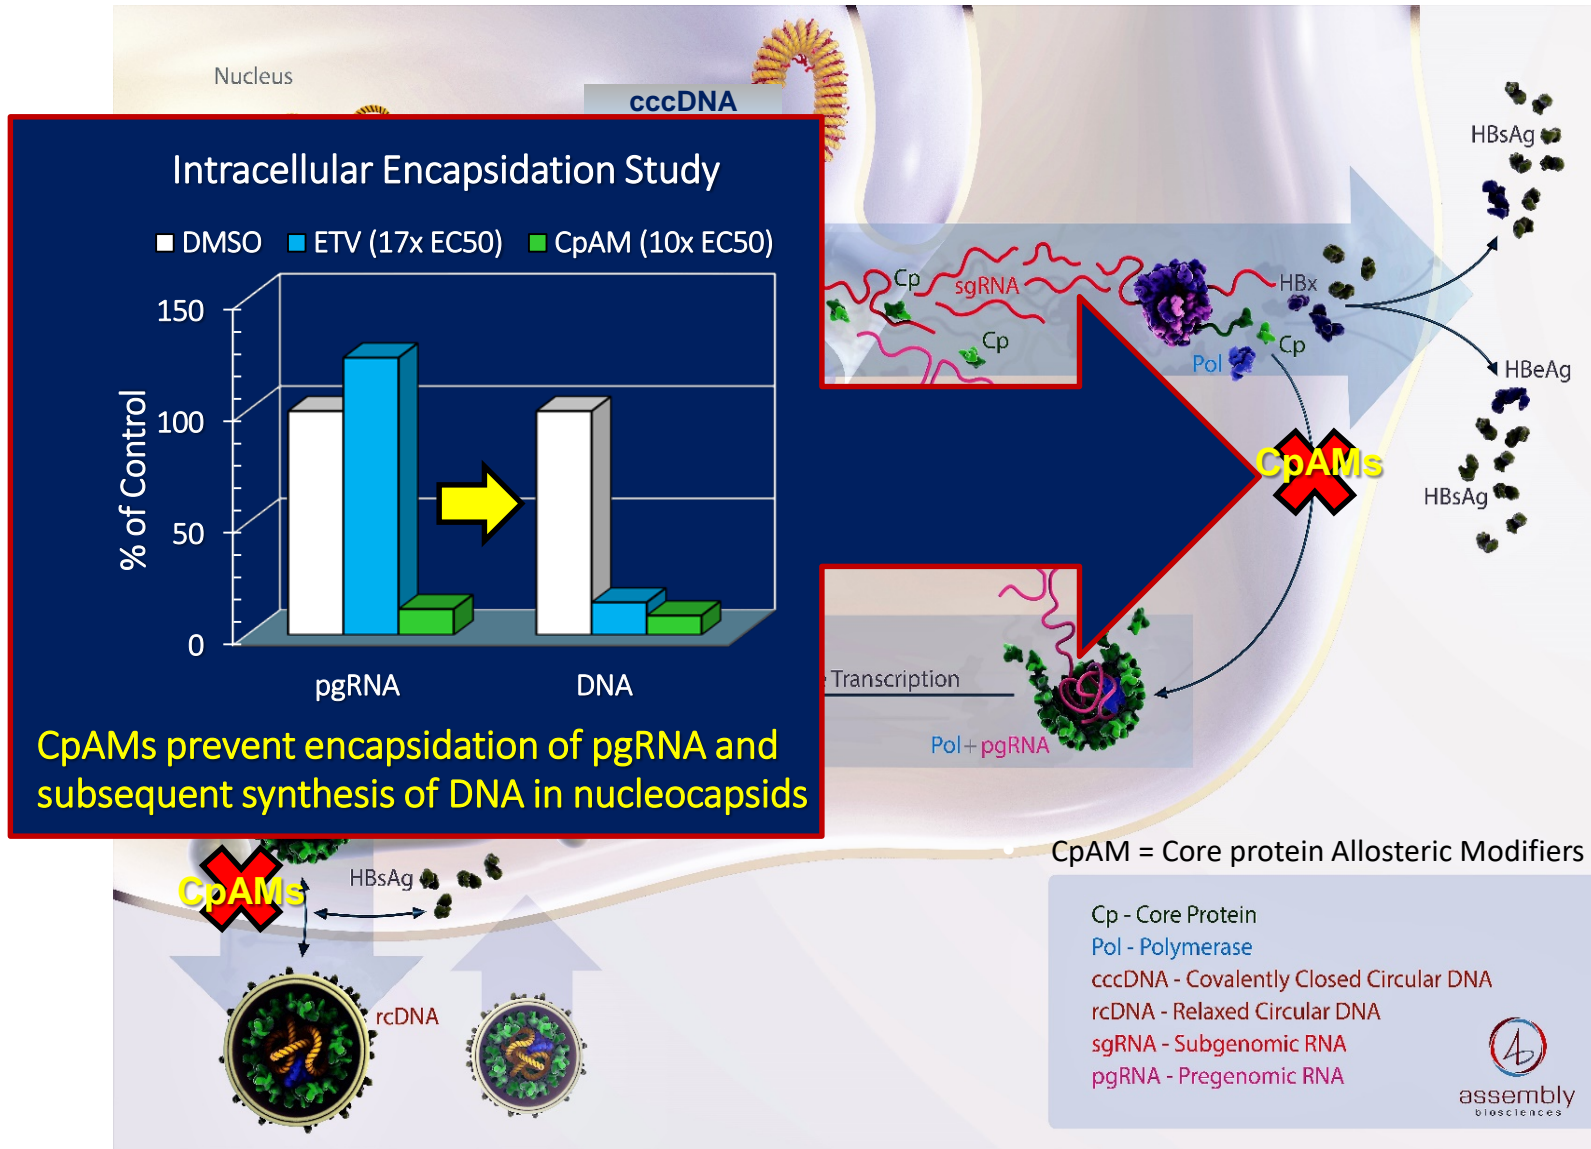 Nucleus
cccDNA
Intracellular Encapsidation Study
DMSO ETV (17x EC50) CpAM (10x EC50)
% of Control
150
100
50
0
pgRNA DNA
CpAMs prevent encapsidation of pgRNA and
subsequent synthesis of DNA in nucleocapsids
HBsAg
Cp
sgRNA
HBx
Cp
Pol
Cp
HBeAg
CpAMs
HBsAg
Transcription
Pol+pgRNA
CpAMs
HBsAg
rcDNA
CpAM = Core protein Allosteric Modifiers
Cp - Core Protein
Pol - Polymerase
cccDNA - Covalently Closed Circular DNA
rcDNA - Relaxed Circular DNA
sgRNA - Subgenomic RNA
pgRNA - Pregenomic RNA
assembly
biosciences